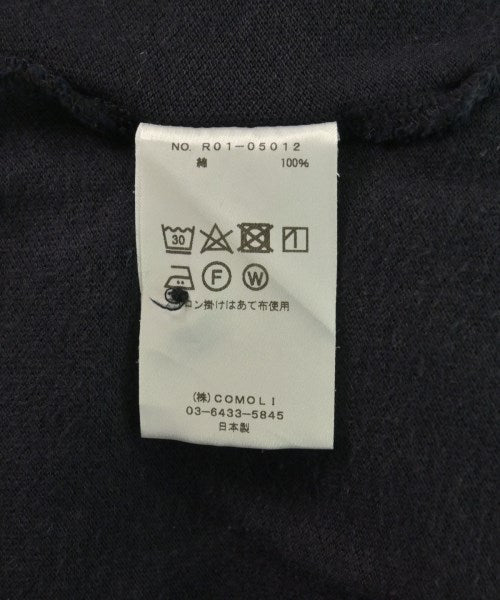 NO. R01-05012
綿 100%
30
F W
ロン掛けはあて布使用
(株)COMOLI
03-6433-5845
日本製